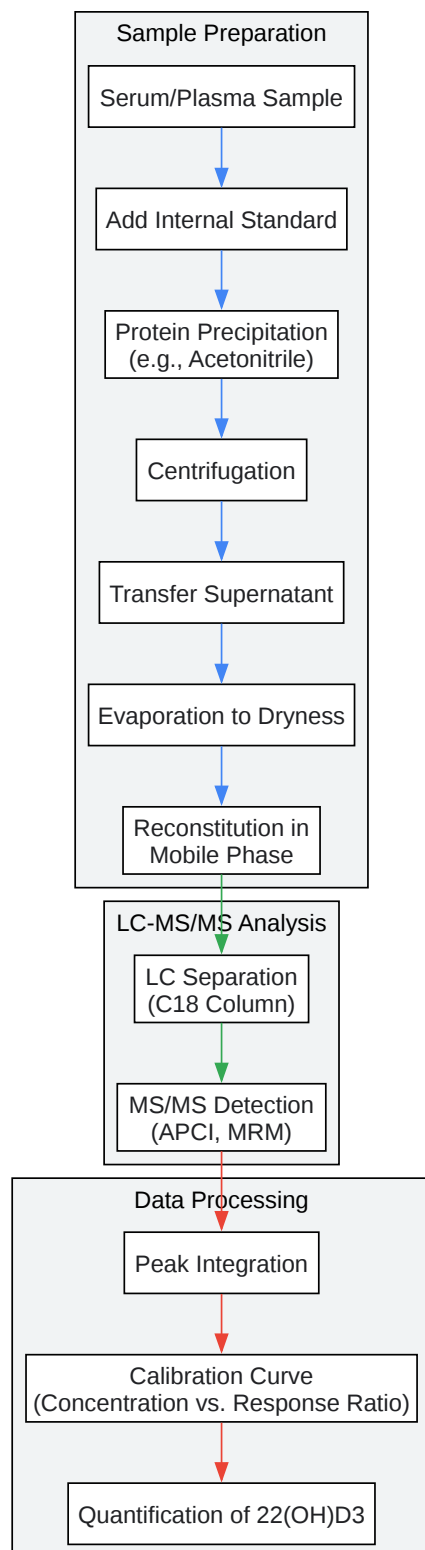 Sample Preparation
Serum/Plasma Sample
Add Internal Standard
Protein Precipitation
(e.g., Acetonitrile)
Centrifugation
Transfer Supernatant
Evaporation to Dryness
Reconstitution in
Mobile Phase
LC-MS/MS Analysis
LC Separation
(C18 Column)
MS/MS Detection
(APCI, MRM)
Data Processing
Peak Integration
Calibration Curve
(Concentration vs. Response Ratio)
Quantification of 22(OH)D3